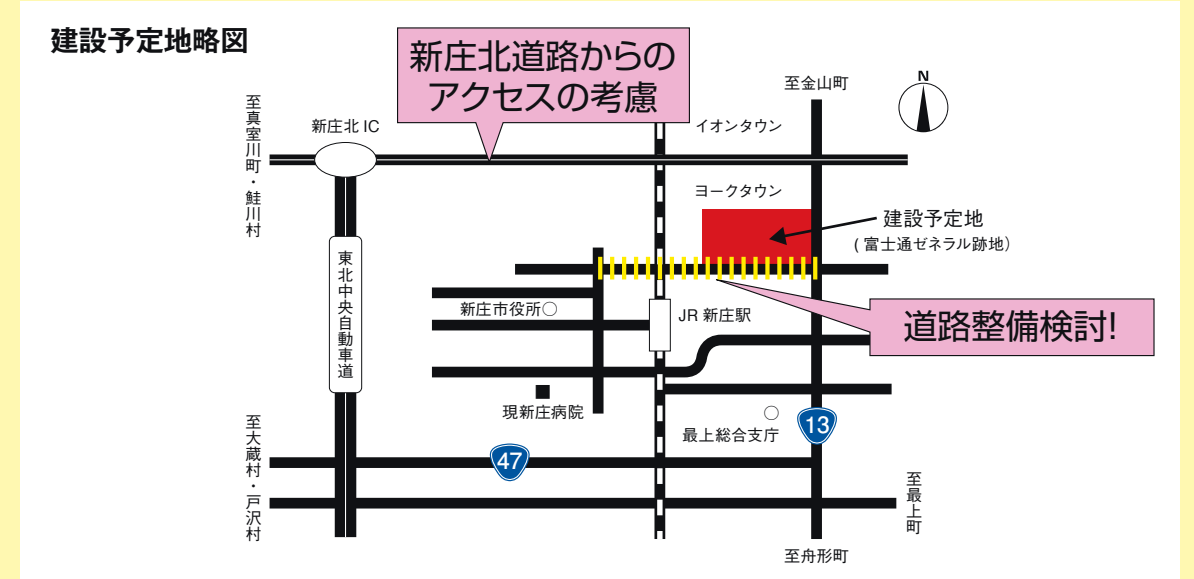 建設予定地略図
新庄北道路からの
アクセスの考慮
至金山町
N
至真室川町・鮭川村
新庄北IC
イオンタウン
ヨークタウン
建設予定地
(富士通ゼネラル跡地)
東北中央自動車道
新庄市役所○
JR 新庄駅
道路整備検討!
現新庄病院
最上総合支庁
13
至大蔵村・戸沢村
47
至最上町
至舟形町